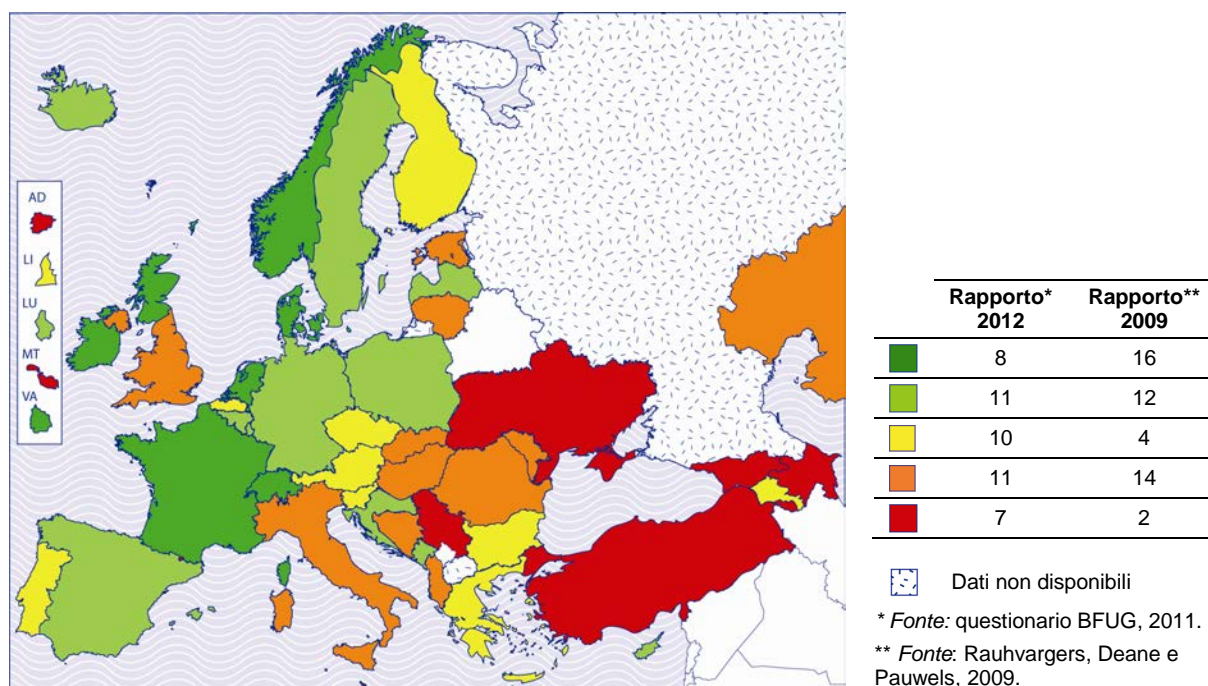 AD
LI
LU
MT
VA
Rapporto* Rapporto**
2012 2009
8 16
11 12
10 4
11 14
7 2
Dati non disponibili
* Fonte: questionario BFUG, 2011.
** Fonte: Rauhvargers, Deane e
Pauwels, 2009.